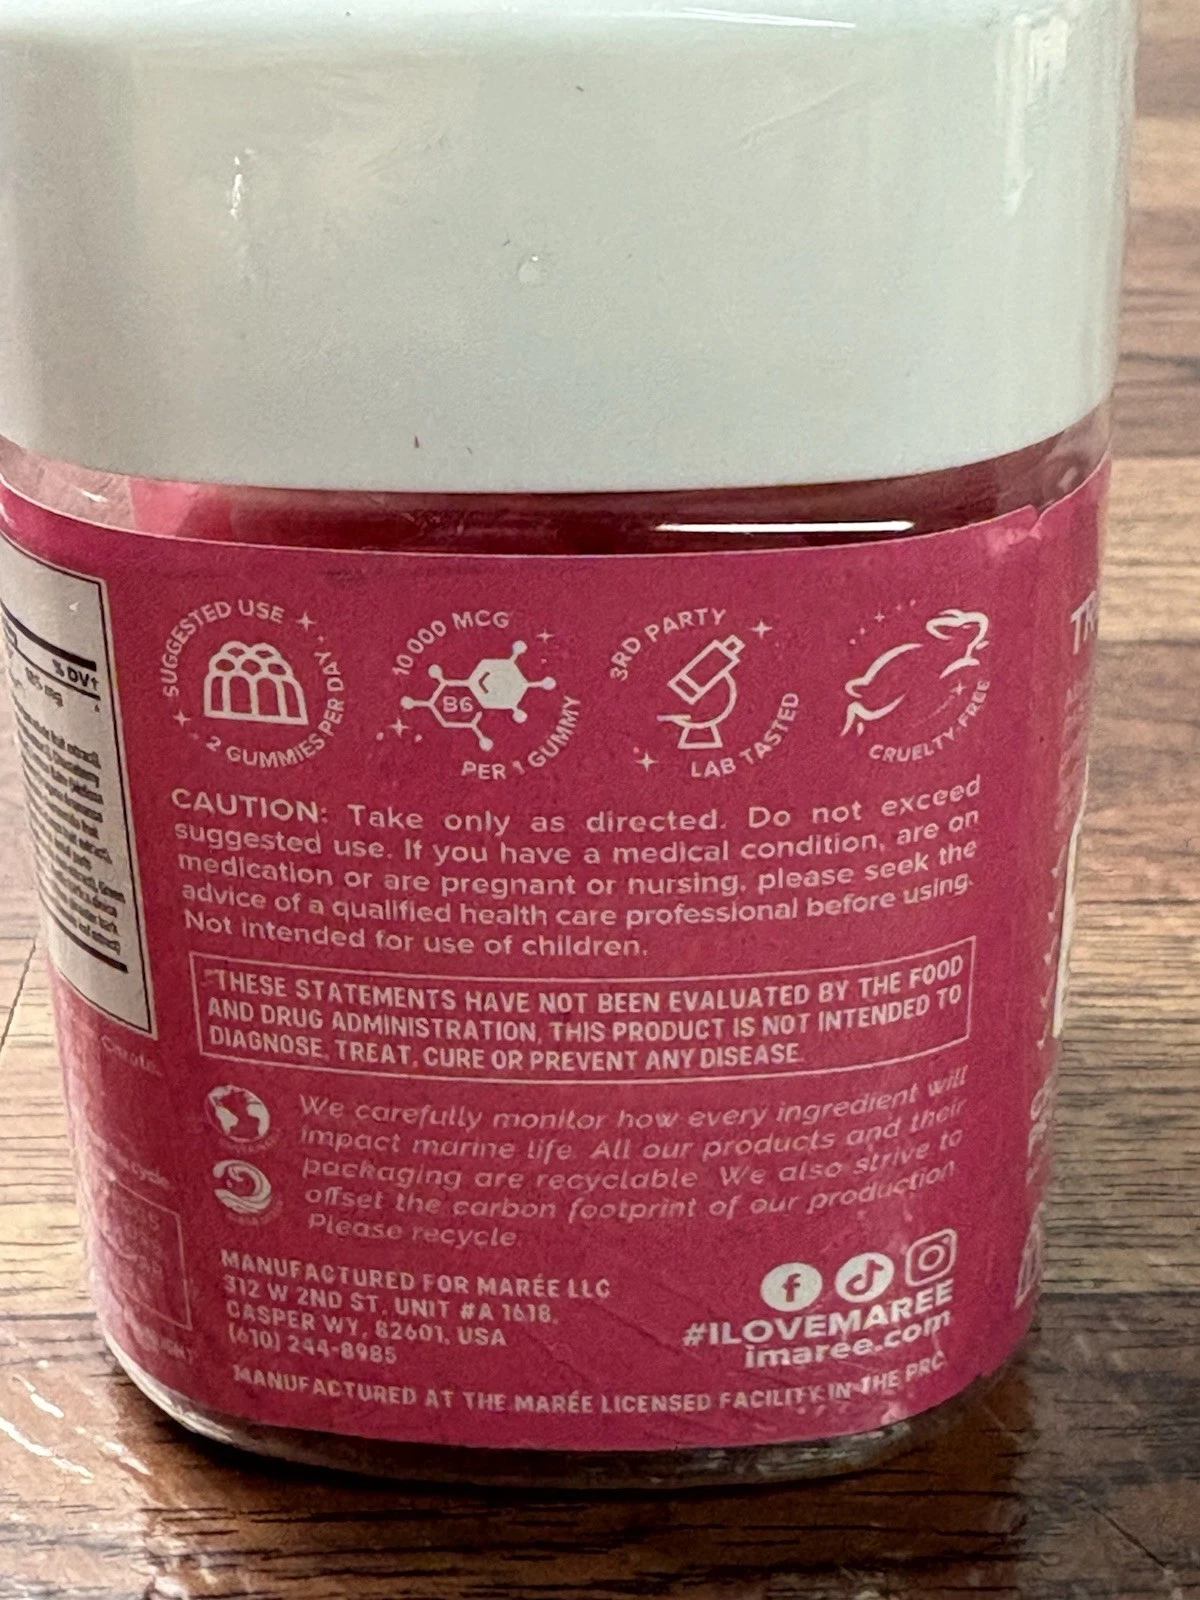 % DV†
SUGGESTED USE
2 GUMMIES PER DAY
10 000 MCG
B6
PER 1 GUMMY
3RD PARTY
LAB TASTED
CRUELTY-FREE
CAUTION: Take only as directed. Do not exceed
suggested use. If you have a medical condition, are on
medication or are pregnant or nursing, please seek the
advice of a qualified health care professional before using.
Not intended for use of children.
*THESE STATEMENTS HAVE NOT BEEN EVALUATED BY THE FOOD
AND DRUG ADMINISTRATION, THIS PRODUCT IS NOT INTENDED TO
DIAGNOSE, TREAT, CURE OR PREVENT ANY DISEASE.
We carefully monitor how every ingredient will
impact marine life. All our products and their
packaging are recyclable. We also strive to
offset the carbon footprint of our production.
Please recycle.
MANUFACTURED FOR MARÉE LLC
312 W 2ND ST, UNIT #A 1618,
CASPER WY, 82601, USA
(610) 244-8985
#ILOVEMAREE
imaree.com
MANUFACTURED AT THE MARÉE LICENSED FACILITY IN THE PRC.